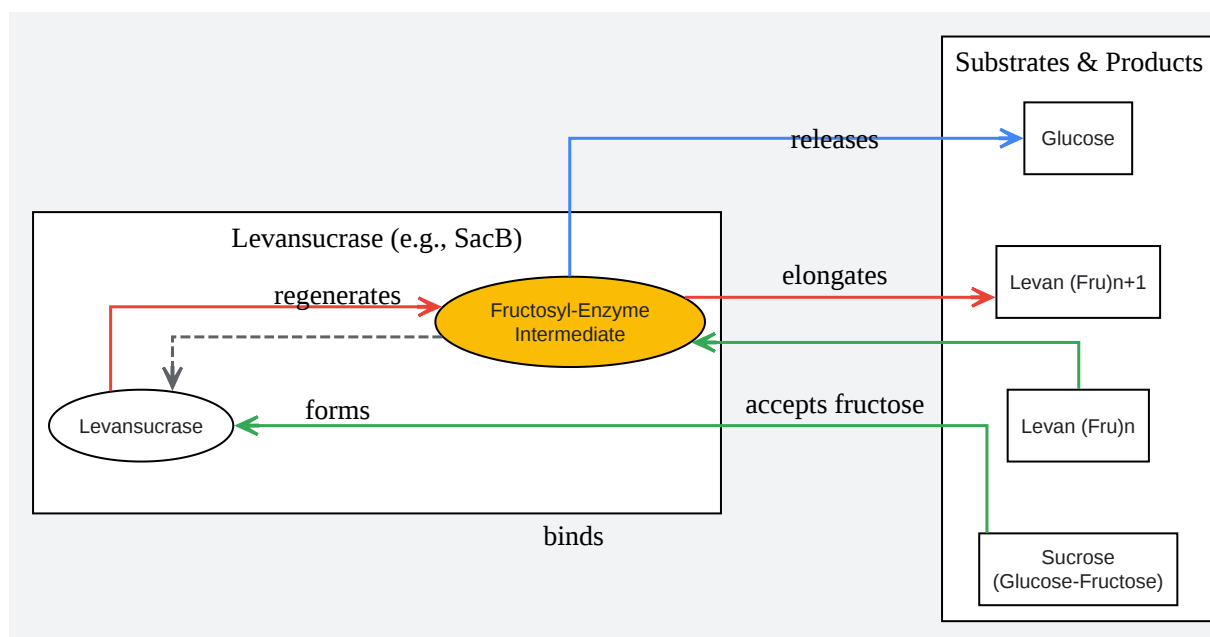 Substrates & Products
Glucose
releases
Levansucrase (e.g., SacB)
elongates
Levan (Fru)n+1
regenerates
Fructosyl-Enzyme
Intermediate
forms
accepts fructose
Levansucrase
Levan (Fru)n
binds
Sucrose
(Glucose-Fructose)